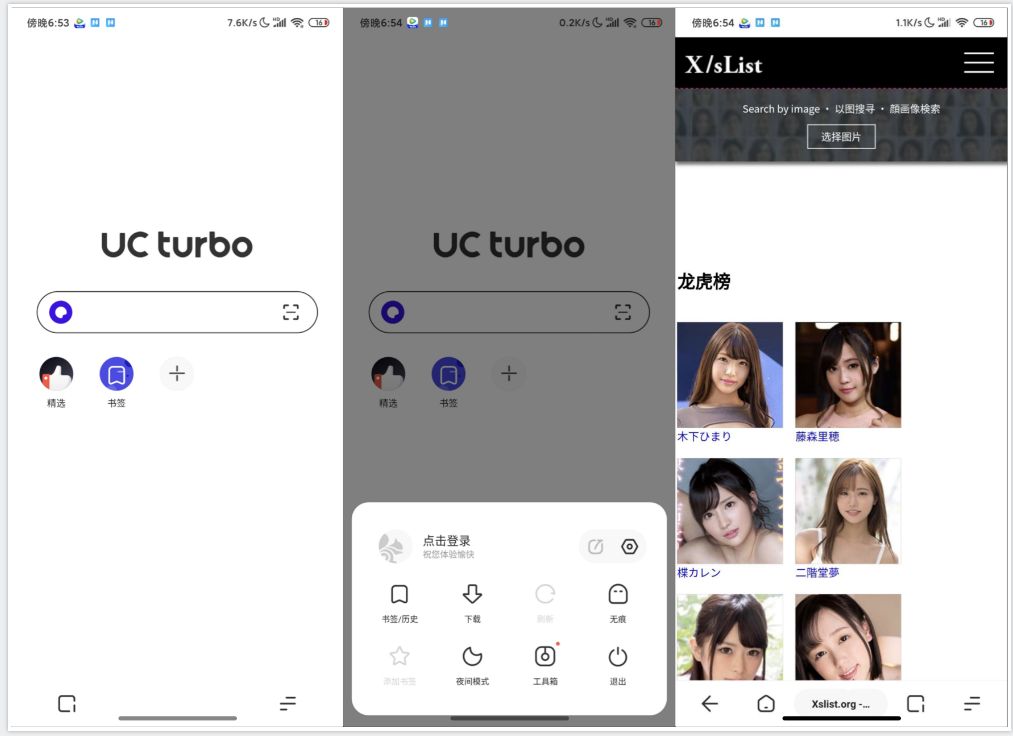 傍晚6:53
7.6K/s
HD
16
UC turbo
精选
书签
傍晚6:54
0.2K/s
HD
16
UC turbo
精选
书签
点击登录
祝您体验愉快
书签/历史
下载
刷新
无痕
添加书签
夜间模式
工具箱
退出
傍晚6:54
1.1K/s
HD
16
X/sList
Search by image • 以图搜寻 • 顔画像検索
选择图片
龙虎榜
木下ひまり
藤森里穂
楪カレン
二階堂夢
Xslist.org -...